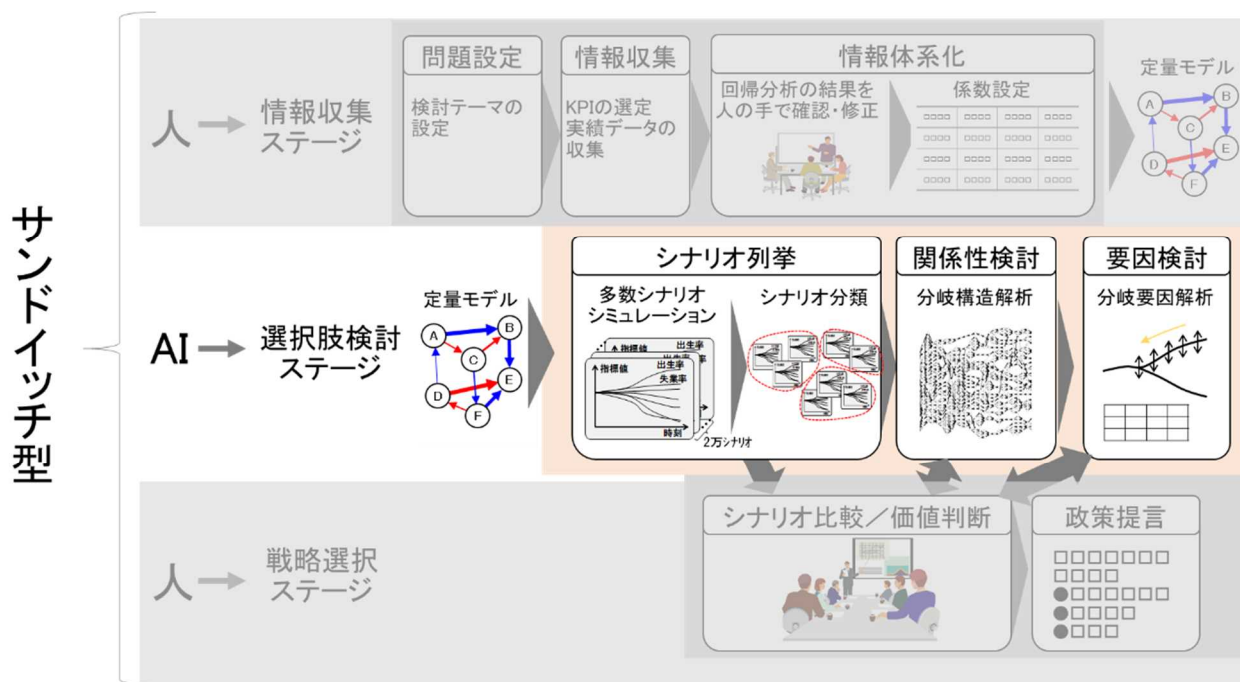 サンドイッチ型
人
情報収集
ステージ
問題設定
検討テーマの
設定
情報収集
KPIの選定
実績データの
収集
情報体系化
回帰分析の結果を
人の手で確認・修正
係数設定
□□□□ □□□□ □□□□ □□□□
□□□□ □□□□ □□□□ □□□□
□□□□ □□□□ □□□□ □□□□
□□□□ □□□□ □□□□ □□□□
定量モデル
A
B
C
D
E
F
AI
選択肢検討
ステージ
定量モデル
A
B
C
D
E
F
シナリオ列挙
多数シナリオ
シミュレーション
指標値
出生率
指標値
出生率
失業率
時刻
2万シナリオ
シナリオ分類
関係性検討
分岐構造解析
要因検討
分岐要因解析
人
戦略選択
ステージ
シナリオ比較／価値判断
政策提言
□□□□□□□
□□□□
●□□□□□□
●□□□□
●□□□